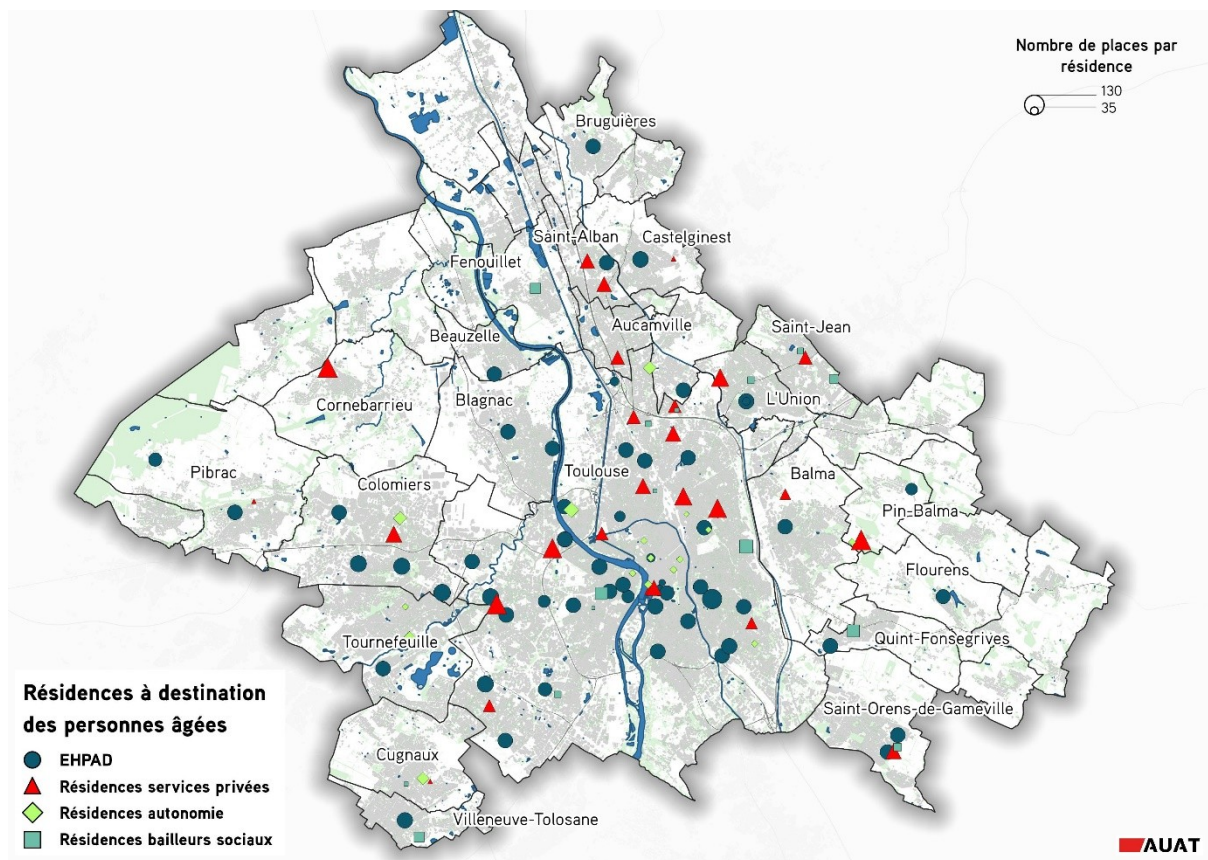 Nombre de places par
résidence
130
35
Bruguières
Saint-Alban
Castelginest
Fenouillet
Aucamville
Saint-Jean
Beauzelle
L'Union
Cornebarrieu
Blagnac
Pibrac
Colomiers
Toulouse
Balma
Pin-Balma
Flourens
Tournefeuille
Quint-Fonsegrives
Saint-Orens-de-Gameville
Cugnaux
Villeneuve-Tolosane
Résidences à destination
des personnes âgées
EHPAD
Résidences services privées
Résidences autonomie
Résidences bailleurs sociaux
AUAT